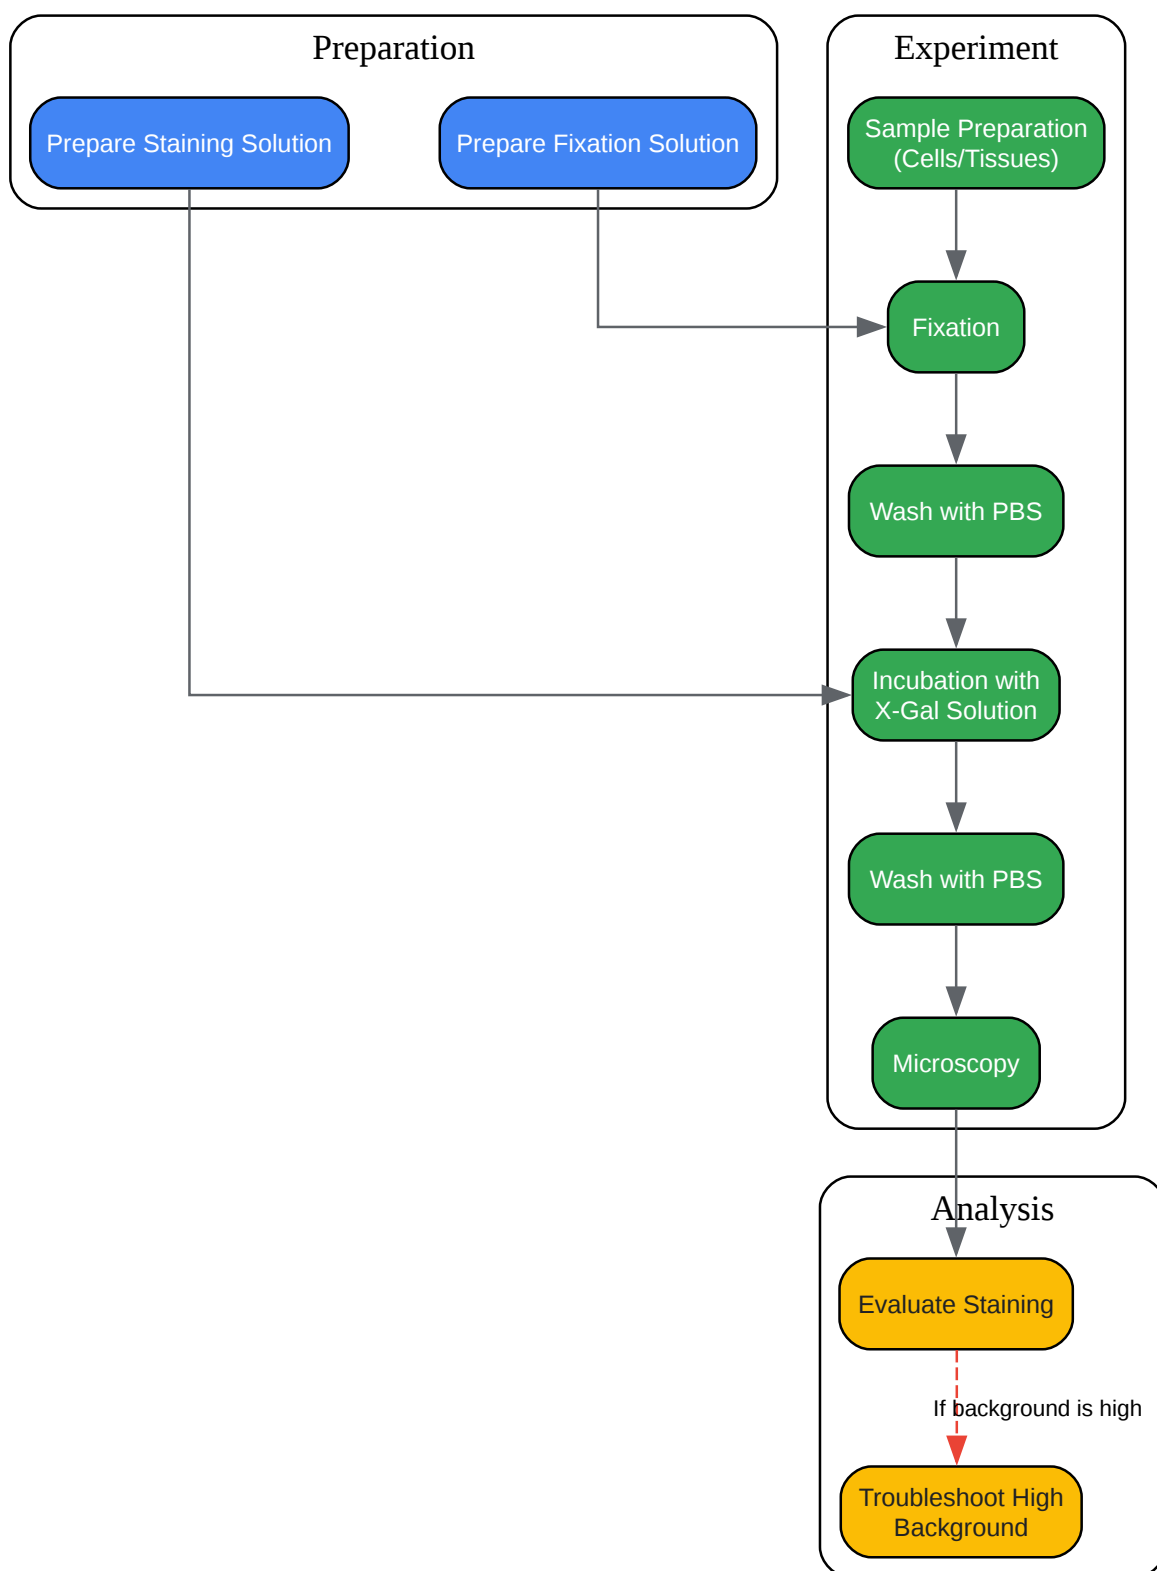 Preparation
Prepare Staining Solution
Prepare Fixation Solution
Experiment
Sample Preparation
(Cells/Tissues)
Fixation
Wash with PBS
Incubation with
X-Gal Solution
Wash with PBS
Microscopy
Analysis
Evaluate Staining
If background is high
Troubleshoot High
Background